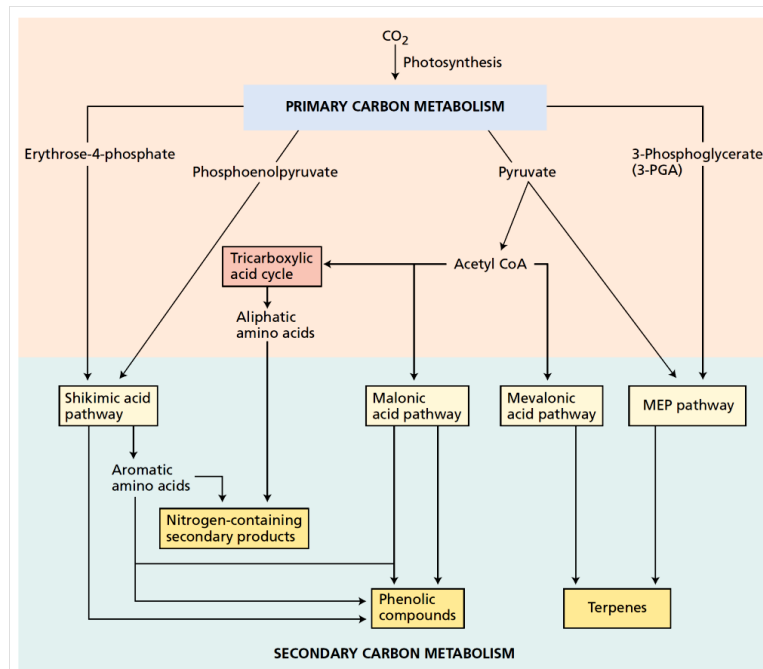 CO2
Photosynthesis
PRIMARY CARBON METABOLISM
Erythrose-4-phosphate
Phosphoenolpyruvate
Pyruvate
3-Phosphoglycerate
(3-PGA)
Tricarboxylic
acid cycle
Acetyl CoA
Aliphatic
amino acids
Shikimic acid
pathway
Malonic
acid pathway
Mevalonic
acid pathway
MEP pathway
Aromatic
amino acids
Nitrogen-containing
secondary products
Phenolic
compounds
Terpenes
SECONDARY CARBON METABOLISM